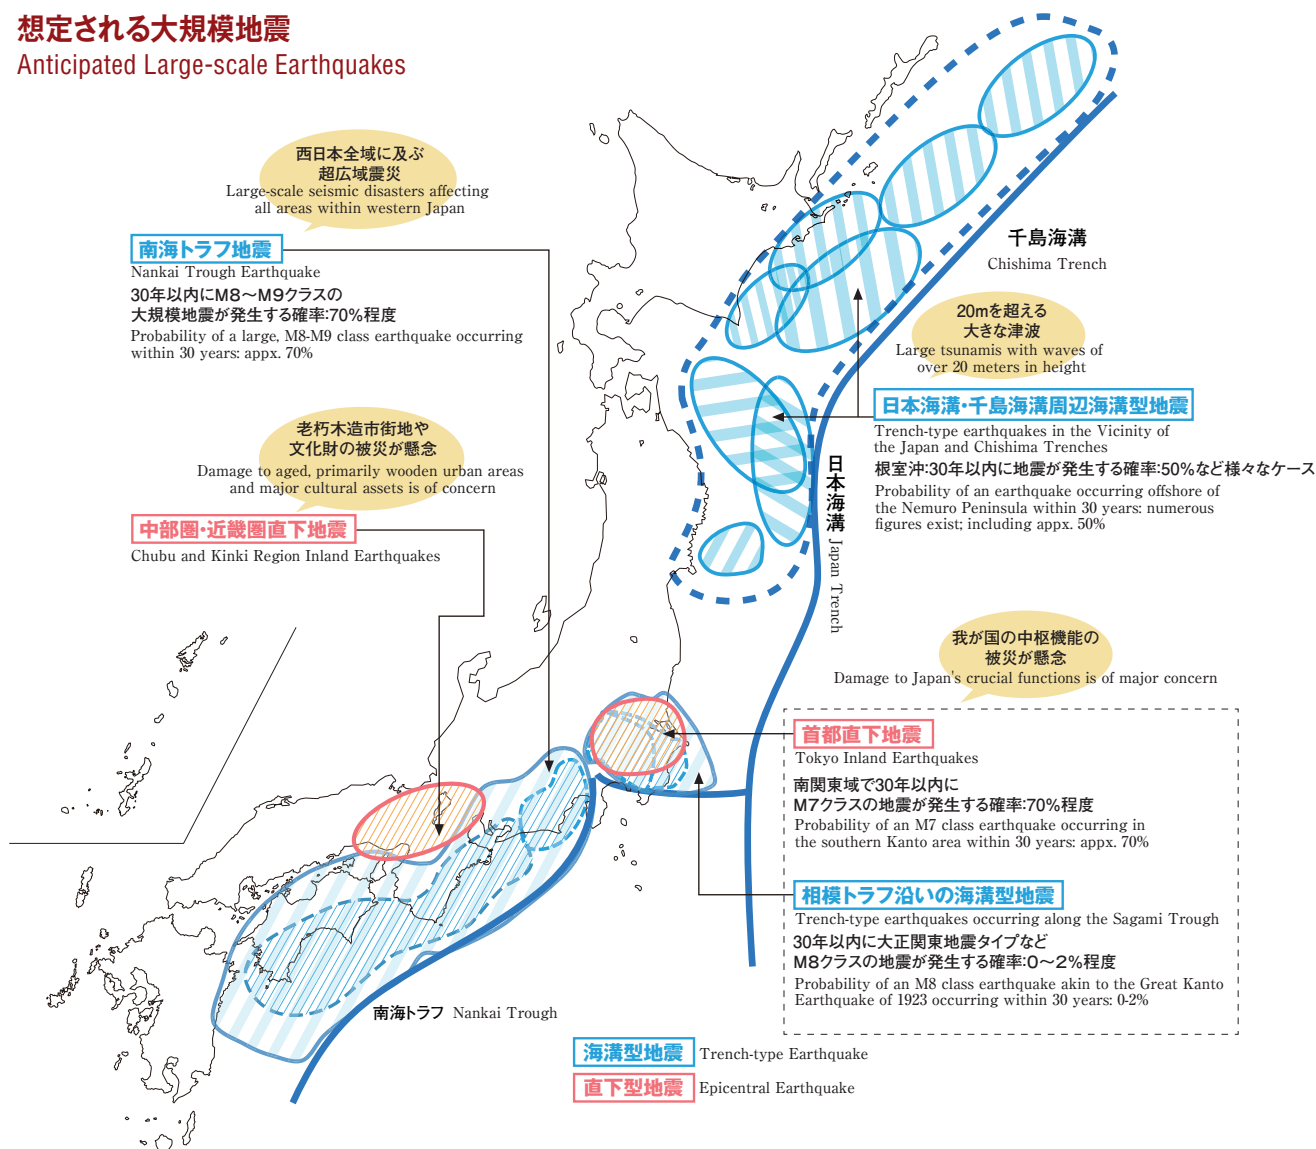 想定される大規模地震
Anticipated Large-scale Earthquakes
西日本全域に及ぶ
超広域震災
Large-scale seismic disasters affecting
all areas within western Japan
南海トラフ地震
Nankai Trough Earthquake
30年以内にM8〜M9クラスの
大規模地震が発生する確率:70%程度
Probability of a large, M8-M9 class earthquake occurring
within 30 years: appx. 70%
老朽木造市街地や
文化財の被災が懸念
Damage to aged, primarily wooden urban areas
and major cultural assets is of concern
中部圏・近畿圏直下地震
Chubu and Kinki Region Inland Earthquakes
千島海溝
Chishima Trench
20mを超える
大きな津波
Large tsunamis with waves of
over 20 meters in height
日本海溝・千島海溝周辺海溝型地震
Trench-type earthquakes in the Vicinity of
the Japan and Chishima Trenches
根室沖:30年以内に地震が発生する確率:50%など様々なケース
Probability of an earthquake occurring offshore of
the Nemuro Peninsula within 30 years: numerous
figures exist; including appx. 50%
日本海溝 Japan Trench
我が国の中枢機能の
被災が懸念
Damage to Japan's crucial functions is of major concern
首都直下地震
Tokyo Inland Earthquakes
南関東域で30年以内に
M7クラスの地震が発生する確率:70%程度
Probability of an M7 class earthquake occurring in
the southern Kanto area within 30 years: appx. 70%
相模トラフ沿いの海溝型地震
Trench-type earthquakes occurring along the Sagami Trough
30年以内に大正関東地震タイプなど
M8クラスの地震が発生する確率:0〜2%程度
Probability of an M8 class earthquake akin to the Great Kanto
Earthquake of 1923 occurring within 30 years: 0-2%
南海トラフ Nankai Trough
海溝型地震 Trench-type Earthquake
直下型地震 Epicentral Earthquake